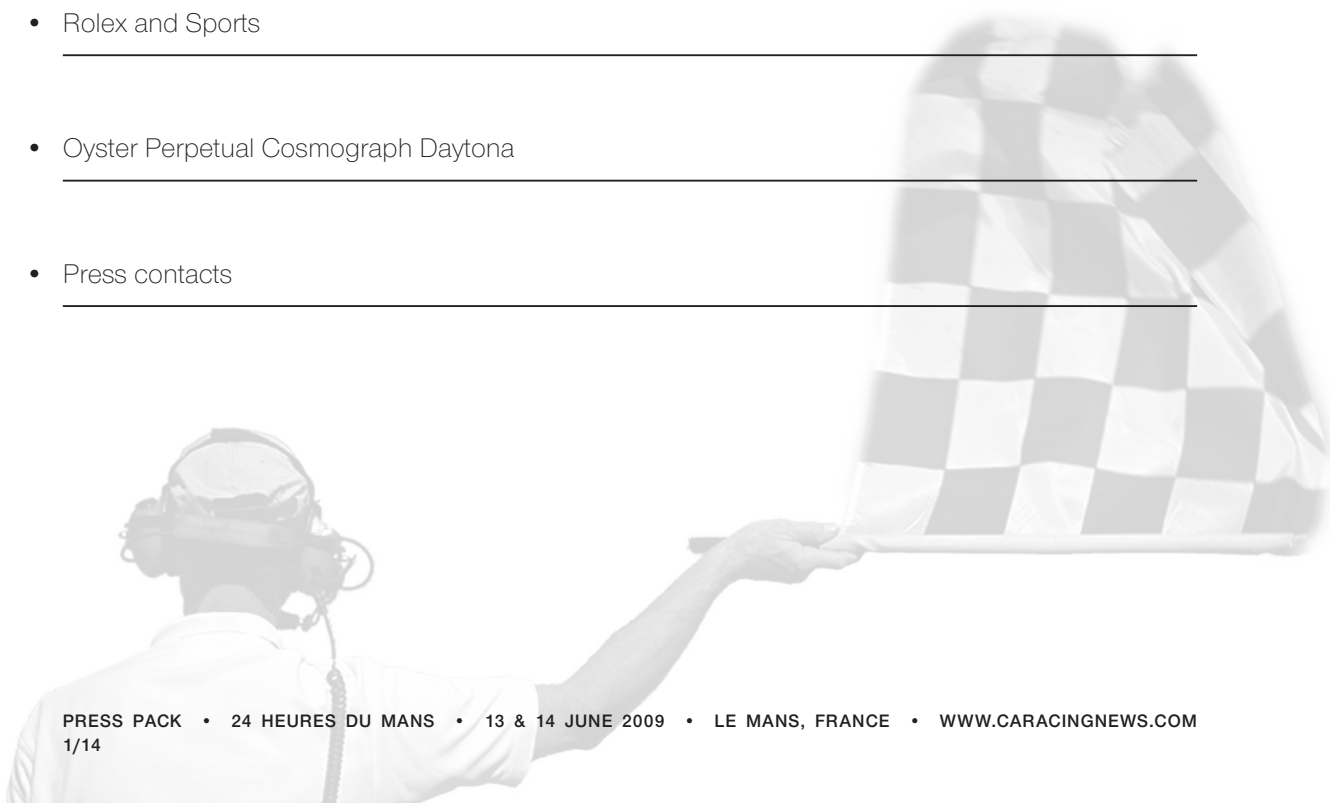 • Rolex and Sports
• Oyster Perpetual Cosmograph Daytona
• Press contacts
PRESS PACK • 24 HEURES DU MANS • 13 & 14 JUNE 2009 • LE MANS, FRANCE • WWW.CARACINGNEWS.COM
1/14